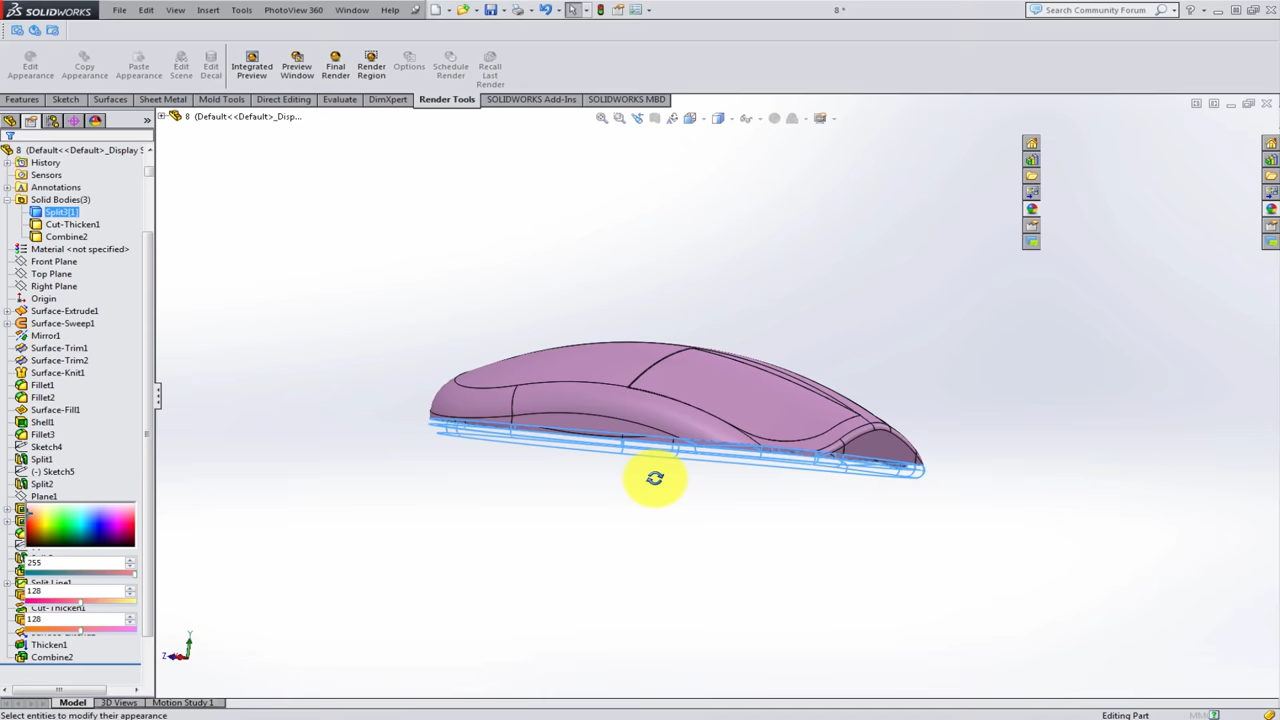 SOLIDWORKS
File Edit View Insert Tools PhotoView 360 Window Help
8 *
Search Community Forum
Edit Appearance
Copy Appearance
Paste Appearance
Edit Scene
Edit Decal
Integrated Preview
Preview Window
Final Render
Render Region
Options
Schedule Render
Recall Last Render
Features Sketch Surfaces Sheet Metal Mold Tools Direct Editing Evaluate DimXpert Render Tools SOLIDWORKS Add-Ins SOLIDWORKS MBD
8 (Default<<Default>_Disp...
8 (Default<<Default>_Display S
History
Sensors
Annotations
Solid Bodies(3)
Split3[1]
Cut-Thicken1
Combine2
Material <not specified>
Front Plane
Top Plane
Right Plane
Origin
Surface-Extrude1
Surface-Sweep1
Mirror1
Surface-Trim1
Surface-Trim2
Surface-Knit1
Fillet1
Fillet2
Surface-Fill1
Shell1
Fillet3
Sketch4
Split1
(-) Sketch5
Split2
Plane1
255
Split Line1
128
Cut-Thicken1
128
Thicken1
Combine2
Y
Z
Model 3D Views Motion Study 1
Select entities to modify their appearance
Editing Part
MM